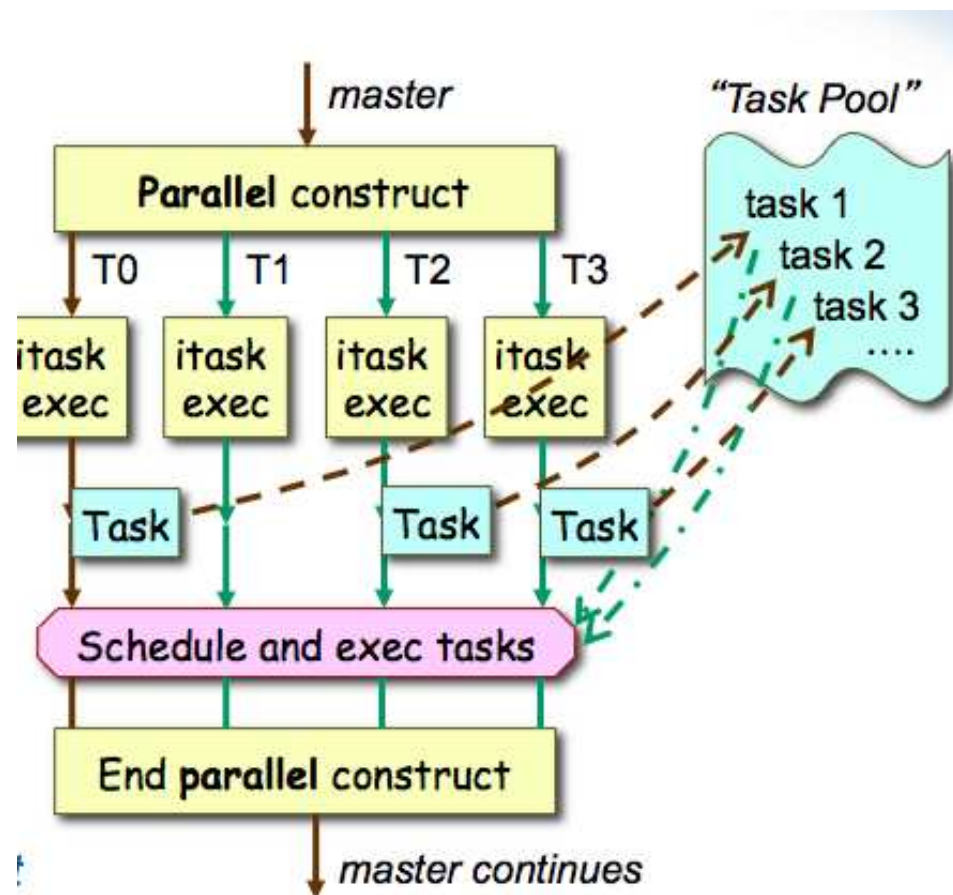 master
“Task Pool”
Parallel construct
task 1
task 2
task 3
....
T0 T1 T2 T3
itask exec
itask exec
itask exec
itask exec
Task Task Task
Schedule and exec tasks
End parallel construct
master continues